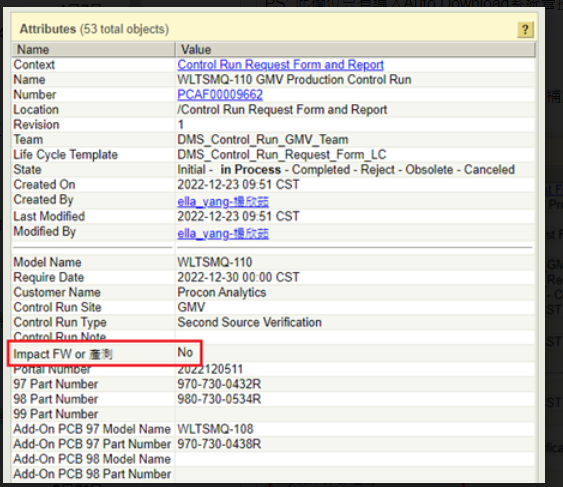 Attributes (53 total objects)
?
Name Value
Context Control Run Request Form and Report
Name WLTSMQ-110 GMV Production Control Run
Number PCAF00009662
Location /Control Run Request Form and Report
Revision 1
Team DMS_Control_Run_GMV_Team
Life Cycle Template DMS_Control_Run_Request_Form_LC
State Initial - in Process - Completed - Reject - Obsolete - Canceled
Created On 2022-12-23 09:51 CST
Created By ella_yang-楊欣茹
Last Modified 2022-12-23 09:51 CST
Modified By ella_yang-楊欣茹
Model Name WLTSMQ-110
Require Date 2022-12-30 00:00 CST
Customer Name Procon Analytics
Control Run Site GMV
Control Run Type Second Source Verification
Control Run Note
Impact FW or 產測 No
Portal Number 2022120511
97 Part Number 970-730-0432R
98 Part Number 980-730-0534R
99 Part Number
Add-On PCB 97 Model Name WLTSMQ-108
Add-On PCB 97 Part Number 970-730-0438R
Add-On PCB 98 Model Name
Add-On PCB 98 Part Number